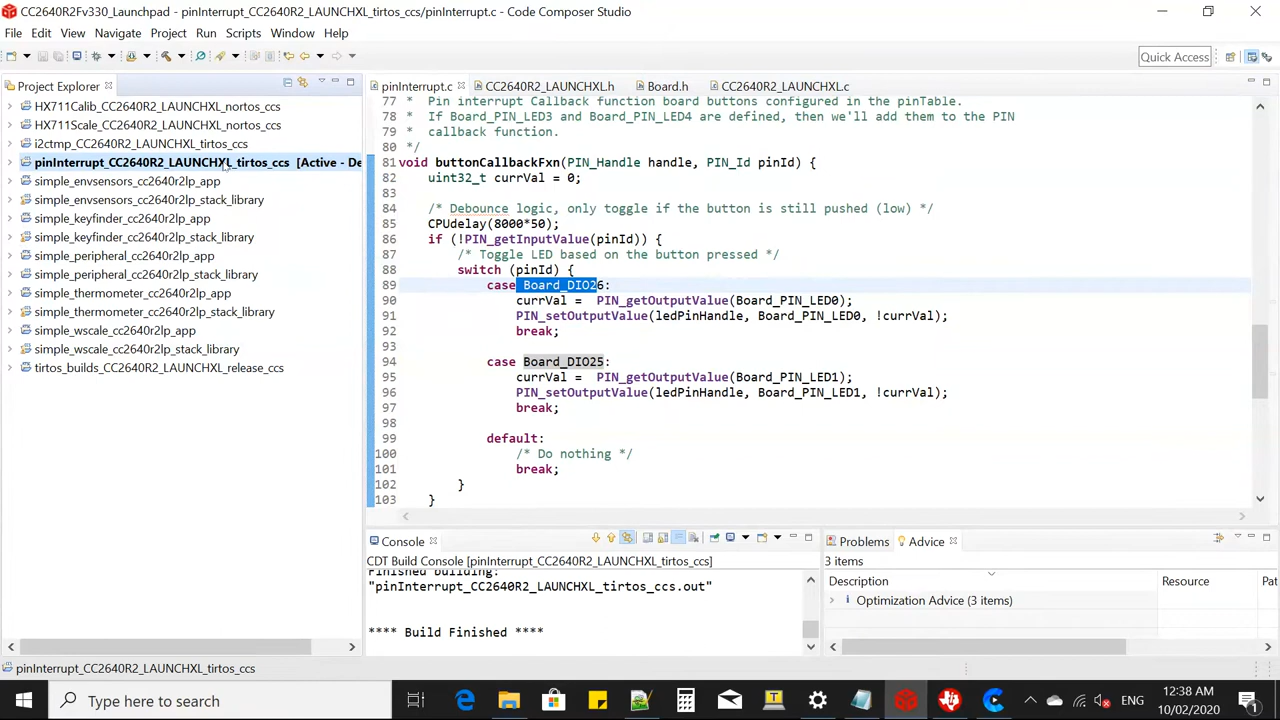 CC2640R2Fv330_Launchpad - pinInterrupt_CC2640R2_LAUNCHXL_tirtos_ccs/pinInterrupt.c - Code Composer Studio
File Edit View Navigate Project Run Scripts Window Help
Quick Access
Project Explorer
HX711Calib_CC2640R2_LAUNCHXL_nortos_ccs
HX711Scale_CC2640R2_LAUNCHXL_nortos_ccs
i2ctmp_CC2640R2_LAUNCHXL_tirtos_ccs
pinInterrupt_CC2640R2_LAUNCHXL_tirtos_ccs [Active - De
simple_envsensors_cc2640r2lp_app
simple_envsensors_cc2640r2lp_stack_library
simple_keyfinder_cc2640r2lp_app
simple_keyfinder_cc2640r2lp_stack_library
simple_peripheral_cc2640r2lp_app
simple_peripheral_cc2640r2lp_stack_library
simple_thermometer_cc2640r2lp_app
simple_thermometer_cc2640r2lp_stack_library
simple_wscale_cc2640r2lp_app
simple_wscale_cc2640r2lp_stack_library
tirtos_builds_CC2640R2_LAUNCHXL_release_ccs
pinInterrupt.c CC2640R2_LAUNCHXL.h Board.h CC2640R2_LAUNCHXL.c
77 * Pin interrupt Callback function board buttons configured in the pinTable.
78 * If Board_PIN_LED3 and Board_PIN_LED4 are defined, then we'll add them to the PIN
79 * callback function.
80 */
81 void buttonCallbackFxn(PIN_Handle handle, PIN_Id pinId) {
82 uint32_t currVal = 0;
83
84 /* Debounce logic, only toggle if the button is still pushed (low) */
85 CPUdelay(8000*50);
86 if (!PIN_getInputValue(pinId)) {
87 /* Toggle LED based on the button pressed */
88 switch (pinId) {
89 case Board_DIO26:
90 currVal = PIN_getOutputValue(Board_PIN_LED0);
91 PIN_setOutputValue(ledPinHandle, Board_PIN_LED0, !currVal);
92 break;
93
94 case Board_DIO25:
95 currVal = PIN_getOutputValue(Board_PIN_LED1);
96 PIN_setOutputValue(ledPinHandle, Board_PIN_LED1, !currVal);
97 break;
98
99 default:
100 /* Do nothing */
101 break;
102 }
103 }
Console
CDT Build Console [pinInterrupt_CC2640R2_LAUNCHXL_tirtos_ccs]
Finished building:
"pinInterrupt_CC2640R2_LAUNCHXL_tirtos_ccs.out"
**** Build Finished ****
Problems Advice
3 items
Description Resource Pat
Optimization Advice (3 items)
pinInterrupt_CC2640R2_LAUNCHXL_tirtos_ccs
Type here to search
ENG
12:38 AM
10/02/2020
1